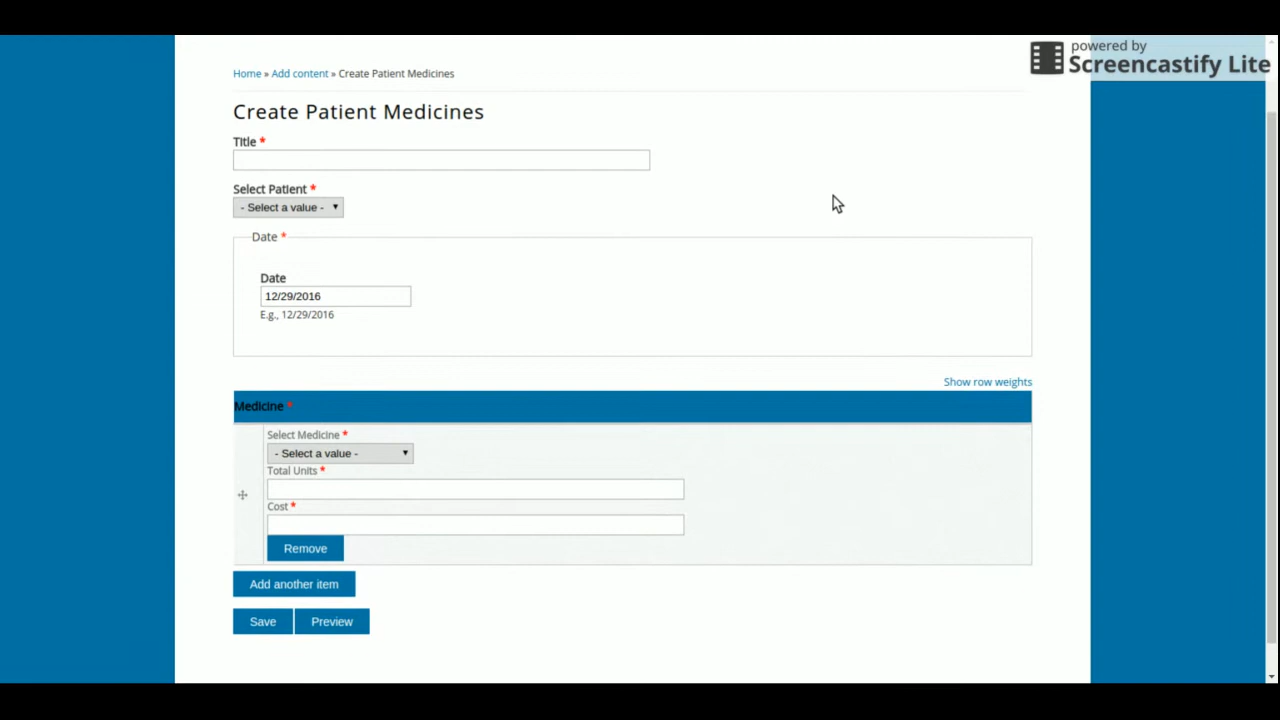 powered by
Screencastify Lite
Home » Add content » Create Patient Medicines
Create Patient Medicines
Title *
Select Patient *
- Select a value -
Date *
Date
12/29/2016
E.g., 12/29/2016
Show row weights
Medicine *
Select Medicine *
- Select a value -
Total Units *
Cost *
Remove
Add another item
Save Preview